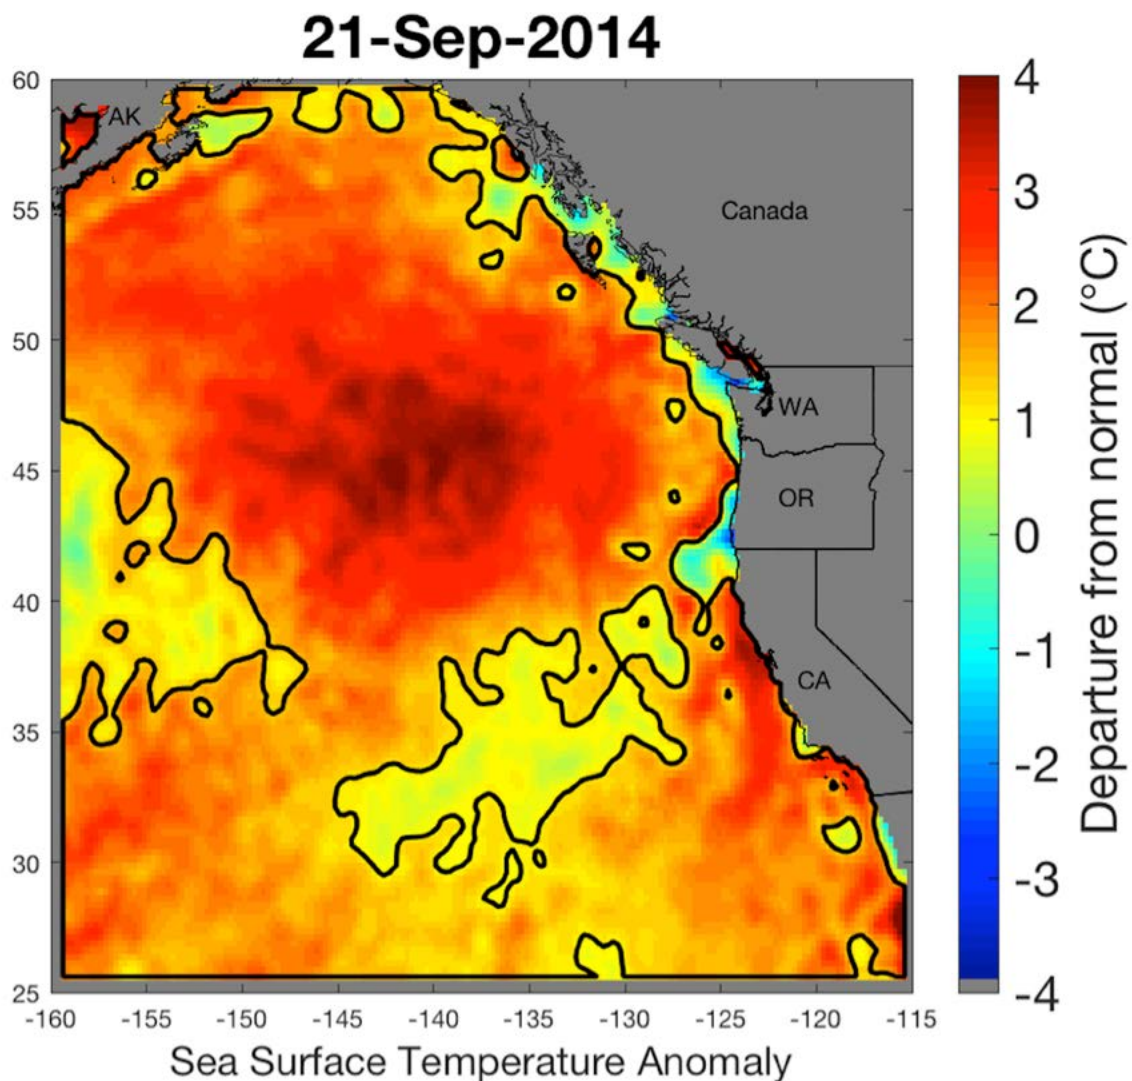 21-Sep-2014
60
55
50
45
40
35
30
25
-160 -155 -150 -145 -140 -135 -130 -125 -120 -115
AK
Canada
WA
OR
CA
Sea Surface Temperature Anomaly
4
3
2
1
0
-1
-2
-3
-4
Departure from normal (°C)